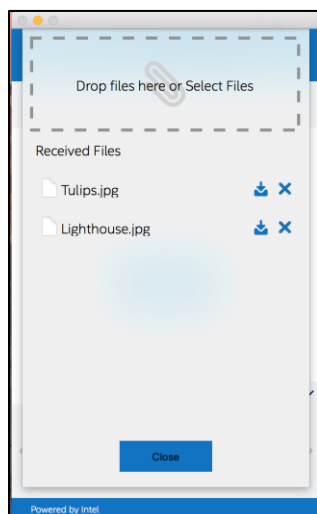 Drop files here or Select Files
Received Files
Tulips.jpg
Lighthouse.jpg
Close
Powered by Intel